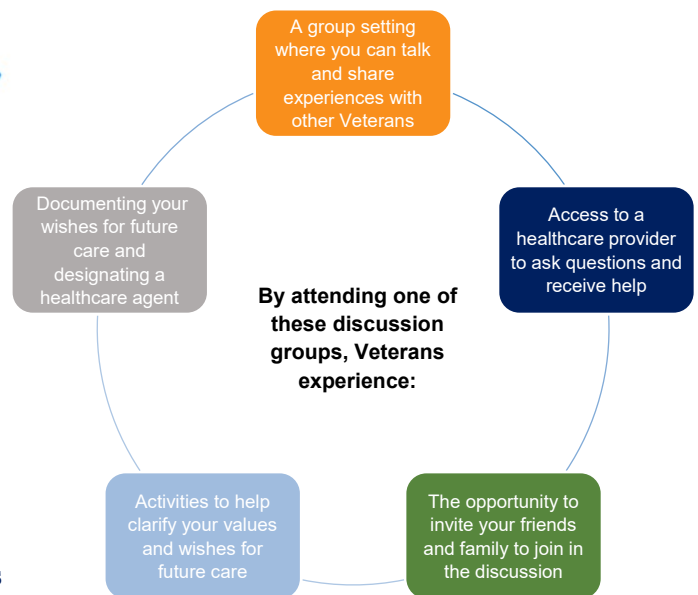 A group setting
where you can talk
and share
experiences with
other Veterans
Access to a
healthcare provider
to ask questions and
receive help
The opportunity to
invite your friends
and family to join in
the discussion
Activities to help
clarify your values
and wishes for
future care
Documenting your
wishes for future
care and
designating a
healthcare agent
By attending one of
these discussion
groups, Veterans
experience: